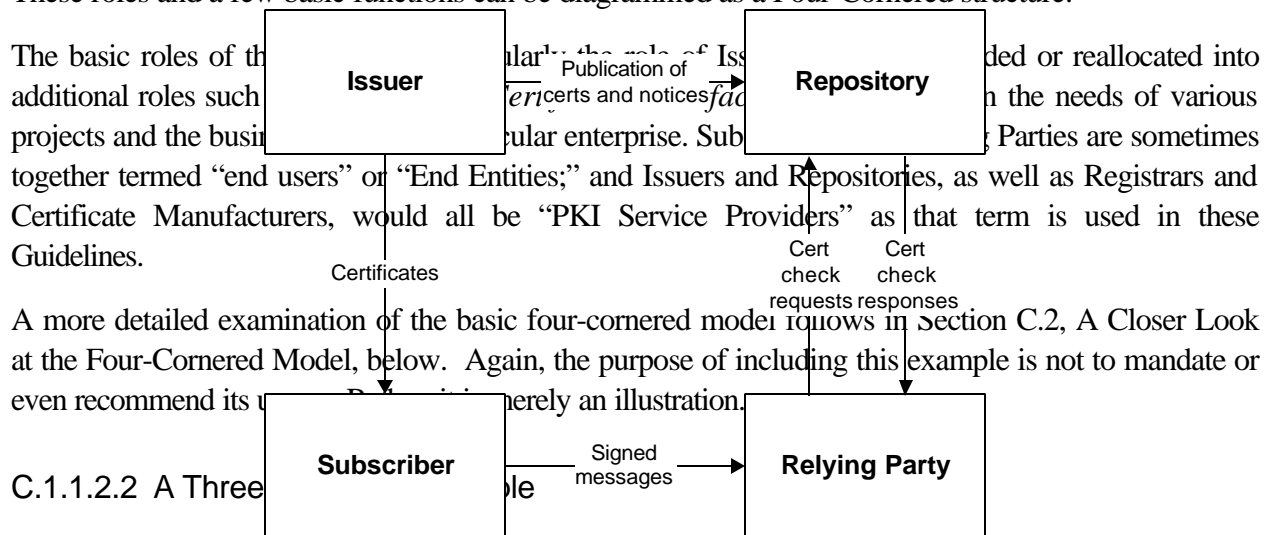 These roles and a few basic functions can be diagrammed as a Four-Cornered structure.
The basic roles of th ularly the role of Iss ded or reallocated into
additional roles such Verif fac n the needs of various
projects and the busin cular enterprise. Sub g Parties are sometimes
together termed “end users” or “End Entities;” and Issuers and Repositories, as well as Registrars and
Certificate Manufacturers, would all be “PKI Service Providers” as that term is used in these
Guidelines.
A more detailed examination of the basic four-cornered model follows in Section C.2, A Closer Look
at the Four-Cornered Model, below. Again, the purpose of including this example is not to mandate or
even recommend its u merely an illustration.
C.1.1.2.2 A Three ple
Issuer
Publication of
certs and notices
Repository
Certificates
Cert
check
requests
Cert
check
responses
Subscriber
Signed
messages
Relying Party